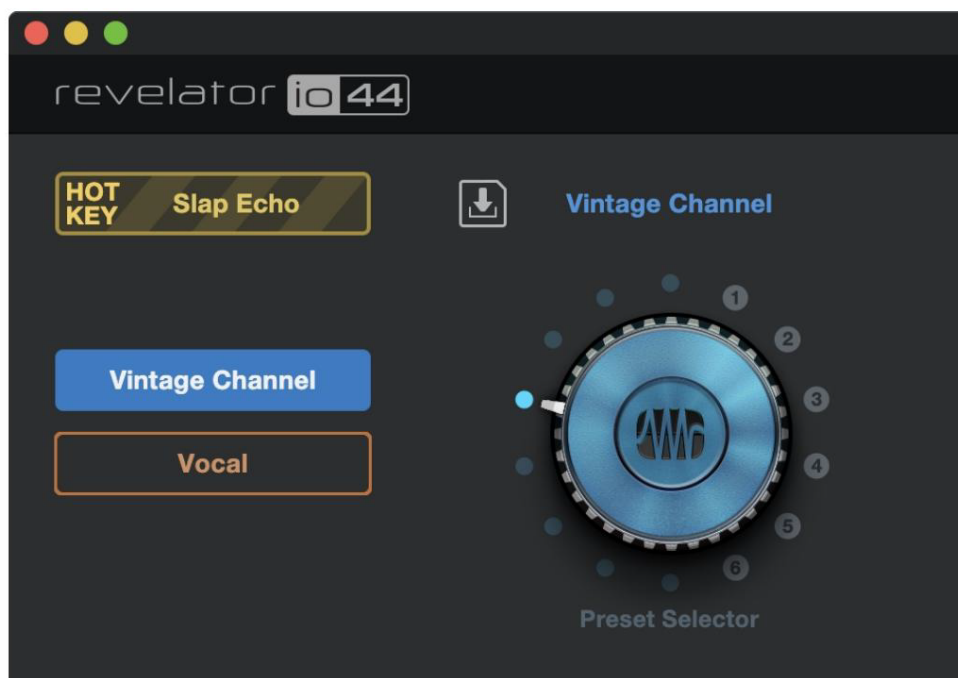 revelator io 44
HOT KEY Slap Echo
Vintage Channel
Vintage Channel
Vocal
1
2
3
4
5
6
Preset Selector